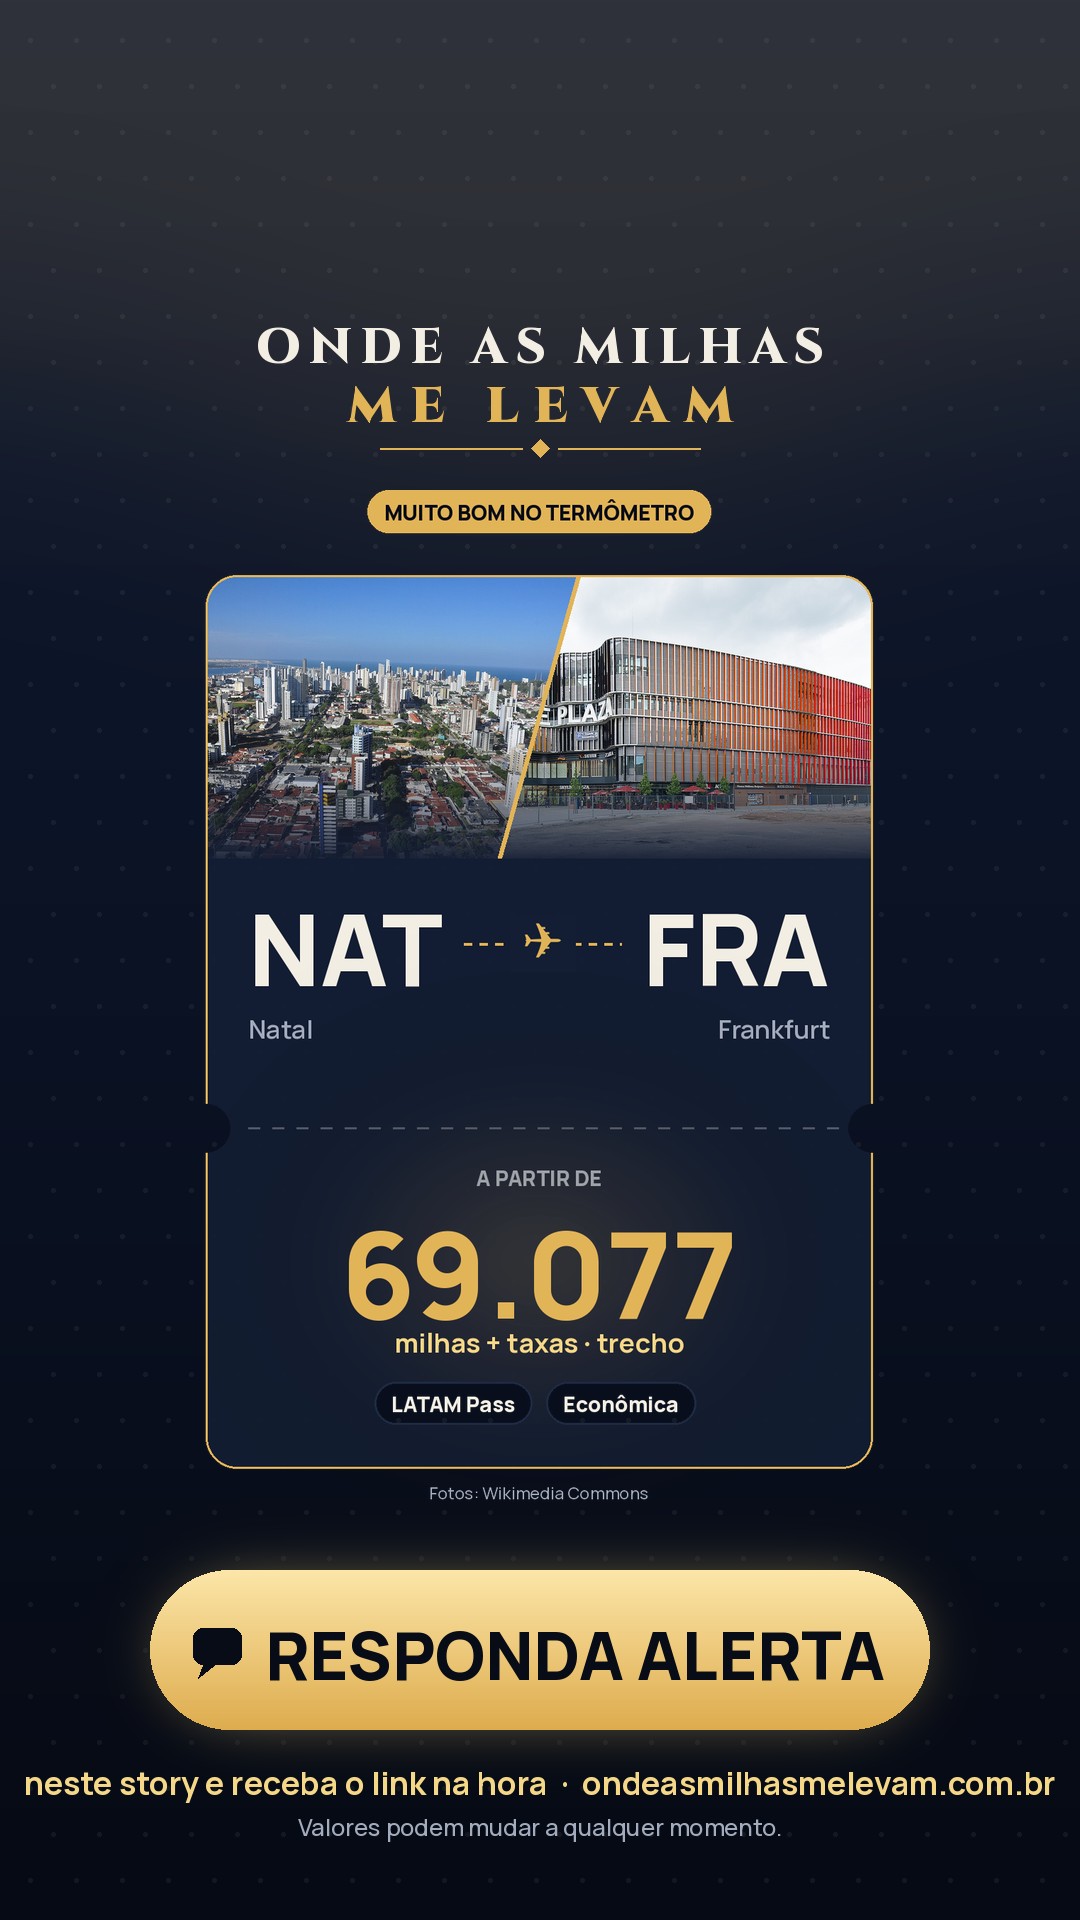 ONDE AS MILHAS
ME LEVAM
MUITO BOM NO TERMÔMETRO
E PLAZA
NAT ✈ FRA
Natal Frankfurt
A PARTIR DE
69.077
milhas + taxas · trecho
LATAM Pass Econômica
Fotos: Wikimedia Commons
RESPONDA ALERTA
neste story e receba o link na hora · ondeasmilhasmelevam.com.br
Valores podem mudar a qualquer momento.